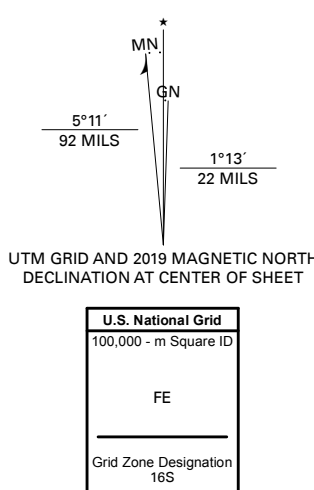 ★
M.N.
GN
5°11´
92 MILS
1°13´
22 MILS
UTM GRID AND 2019 MAGNETIC NORTH
DECLINATION AT CENTER OF SHEET
U.S. National Grid
100,000 - m Square ID
FE
Grid Zone Designation
16S